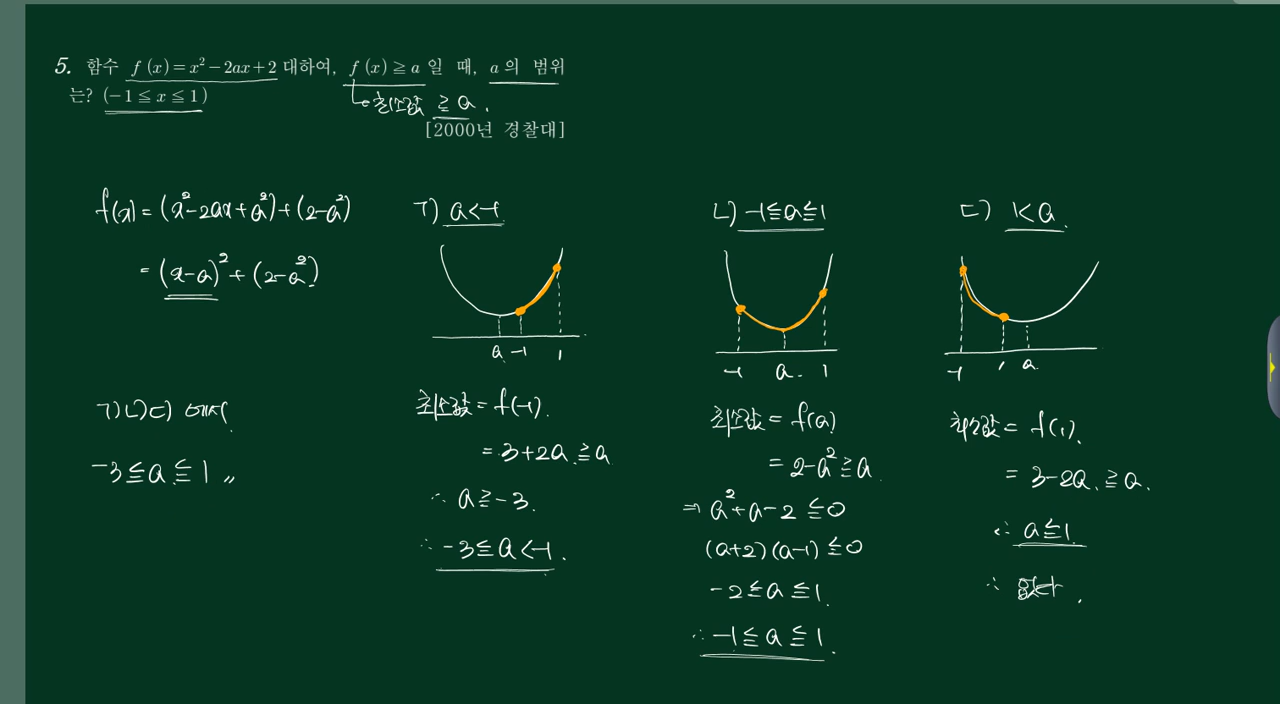 5. 함수 f(x)=x²-2ax+2 대하여, f(x)≧a 일 때, a의 범위
는? (-1≦x≦1)
최소값 ≧ a.
[2000년 경찰대]
f(x) = (x²-2ax+a²)+(2-a²)
= (x-a)²+(2-a²)
ㄱ)ㄴ)ㄷ) 에서
-3≦a≦1 〃
ㄱ) a<-1
a -1 1
최소값 = f(-1).
= 3+2a ≧a
∴ a≧-3.
∴ -3≦a<-1.
ㄴ) -1≦a≦1
-1 a 1
최소값 = f(a)
= 2-a²≧a
⇒ a²+a-2≦0
(a+2)(a-1)≦0
-2≦a≦1.
∴ -1≦a≦1.
ㄷ) 1<a.
-1 1 a
최소값 = f(1).
= 3-2a ≧a.
∴ a≦1.
∴ 없다.